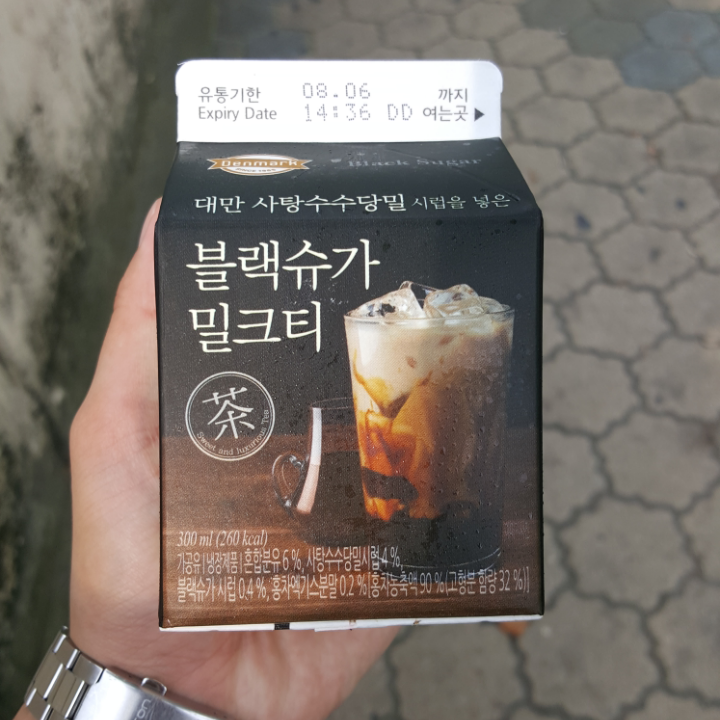 유통기한 08.06 까지
Expiry Date 14:36 DD 여는곳▶
Denmark
Black Sugar
대만 사탕수수당밀 시럽을 넣은
블랙슈가
밀크티
茶
Sweet and luxurious TEA
300 ml (260 kcal)
가공유 [냉장제품] 혼합분유 6 %, 사탕수수당밀시럽 4 %,
블랙슈가 시럽 0.4 %, 홍차엑기스분말 0.2 % [홍차농축액 90 % (고형분 함량 32 %)]